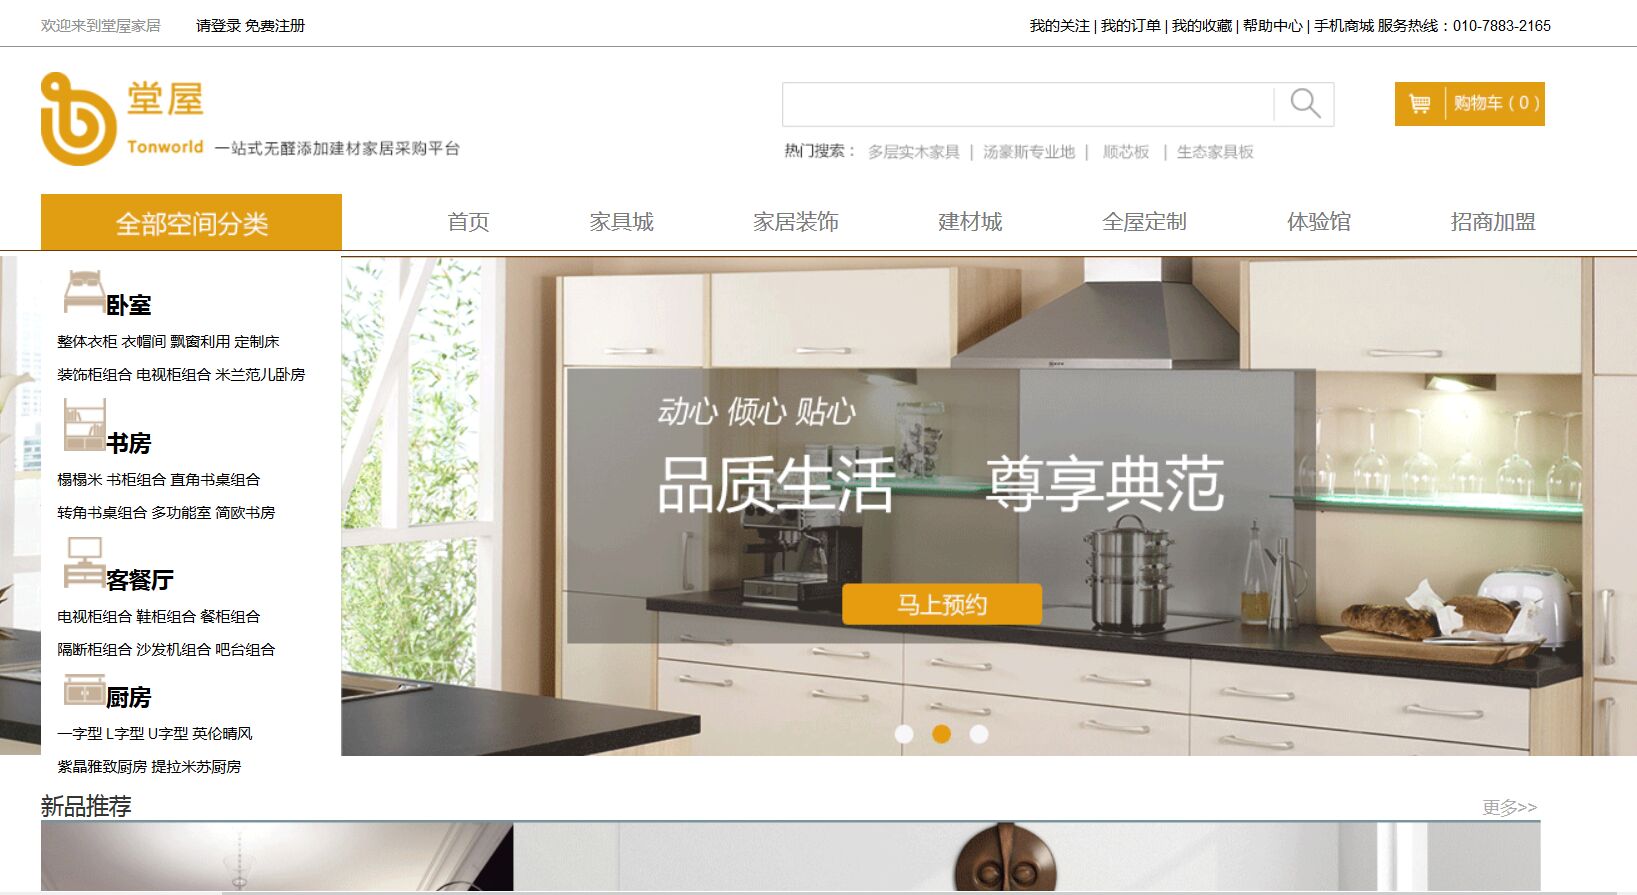 欢迎来到堂屋家居 请登录 免费注册 我的关注 | 我的订单 | 我的收藏 | 帮助中心 | 手机商城 服务热线：010-7883-2165
堂屋
Tonworld 一站式无醛添加建材家居采购平台
购物车 ( 0 )
热门搜索： 多层实木家具 | 汤豪斯专业地 | 顺芯板 | 生态家具板
全部空间分类 首页 家具城 家居装饰 建材城 全屋定制 体验馆 招商加盟
卧室
整体衣柜 衣帽间 飘窗利用 定制床
装饰柜组合 电视柜组合 米兰范儿卧房
书房
榻榻米 书柜组合 直角书桌组合
转角书桌组合 多功能室 简欧书房
客餐厅
电视柜组合 鞋柜组合 餐柜组合
隔断柜组合 沙发机组合 吧台组合
厨房
一字型 L字型 U字型 英伦晴风
紫晶雅致厨房 提拉米苏厨房
动心 倾心 贴心
品质生活 尊享典范
马上预约
新品推荐 更多>>